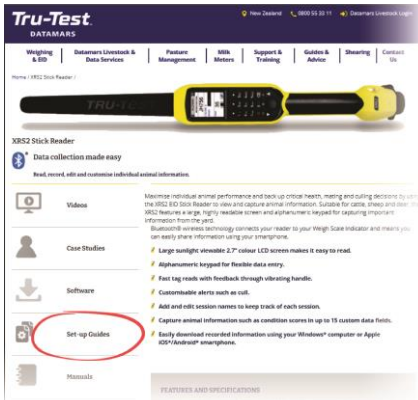 Tru-Test
DATAMARS
New Zealand 0800 55 33 11 Datamars Livestock Login
Weighing & EID
Datamars Livestock & Data Services
Pasture Management
Milk Meters
Support & Training
Guides & Advice
Shearing
Contact Us
Home / XRS2 Stick Reader /
TRU-TEST
XRS2 Stick Reader
Data collection made easy
Read, record, edit and customise individual animal information.
Videos
Case Studies
Software
Set-up Guides
Manuals
Maximise individual animal performance and back up critical health, mating and culling decisions by
the XRS2 EID Stick Reader to view and capture animal information. Suitable for cattle, sheep and deer,
XRS2 features a large, highly readable screen and alphanumeric keypad for capturing important
information from the yard.
Bluetooth® wireless technology connects your reader to your Weigh Scale Indicator and means you
can easily share information using your smartphone.
Large sunlight viewable 2.7" colour LCD screen makes it easy to read.
Alphanumeric keypad for flexible data entry.
Fast tag reads with feedback through vibrating handle.
Customisable alerts such as cull.
Add and edit session names to keep track of each session.
Capture animal information such as condition scores in up to 15 custom data fields.
Easily download recorded information using your Windows® computer or Apple
iOS®/Android® smartphone.
FEATURES AND SPECIFICATIONS